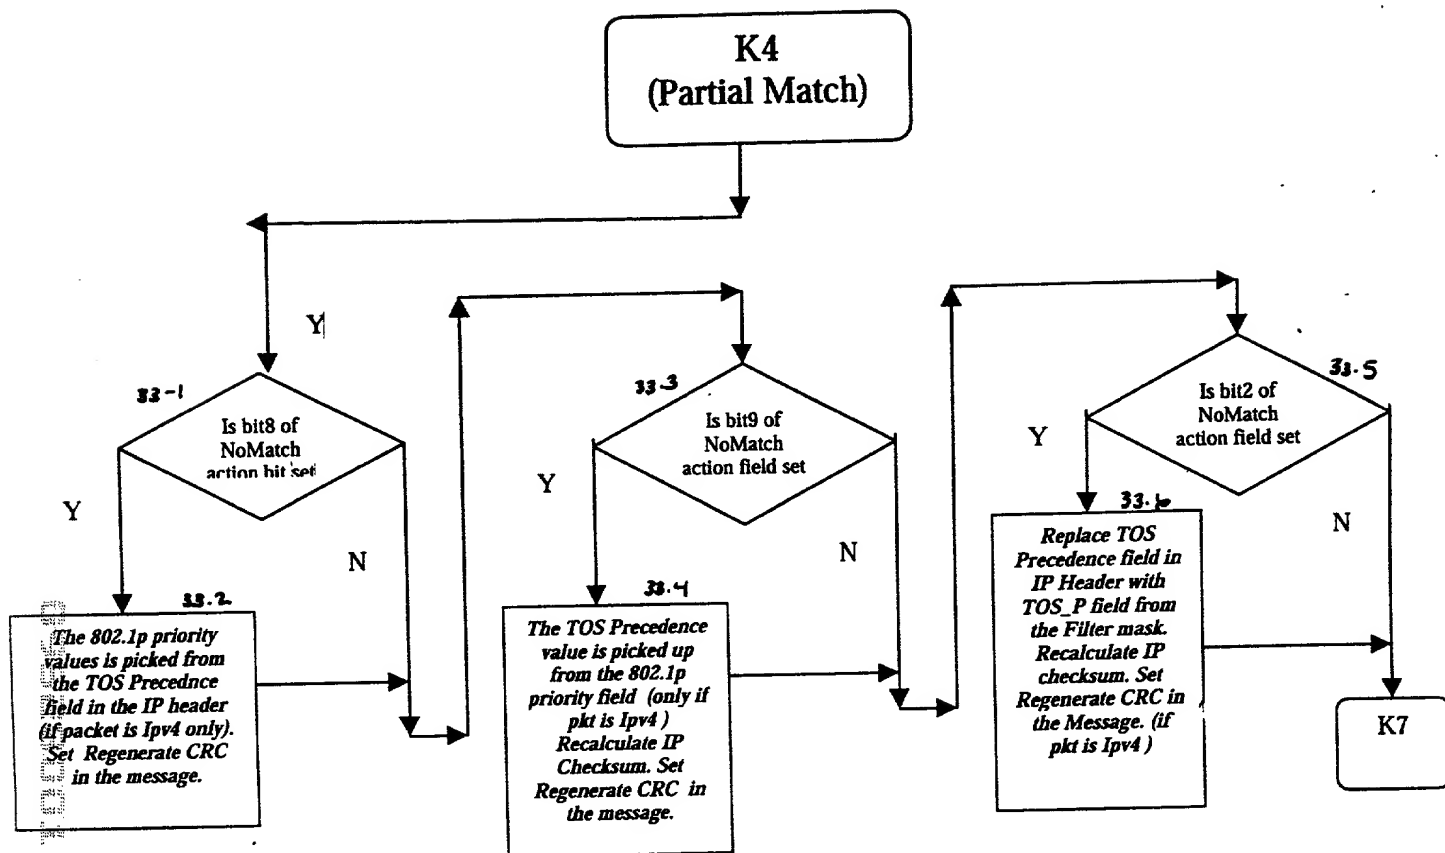 K4
(Partial Match)
Y
33-1
Is bit8 of
NoMatch
action bit set
Y
N
33.2
The 802.1p priority
values is picked from
the TOS Precednce
field in the IP header
(if packet is Ipv4 only).
Set Regenerate CRC
in the message.
33.3
Is bit9 of
NoMatch
action field set
Y
N
33.4
The TOS Precedence
value is picked up
from the 802.1p
priority field (only if
pkt is Ipv4 )
Recalculate IP
Checksum. Set
Regenerate CRC in
the message.
33.5
Is bit2 of
NoMatch
action field set
Y
N
33.6
Replace TOS
Precedence field in
IP Header with
TOS_P field from
the Filter mask.
Recalculate IP
checksum. Set
Regenerate CRC in
the Message. (if
pkt is Ipv4 )
K7